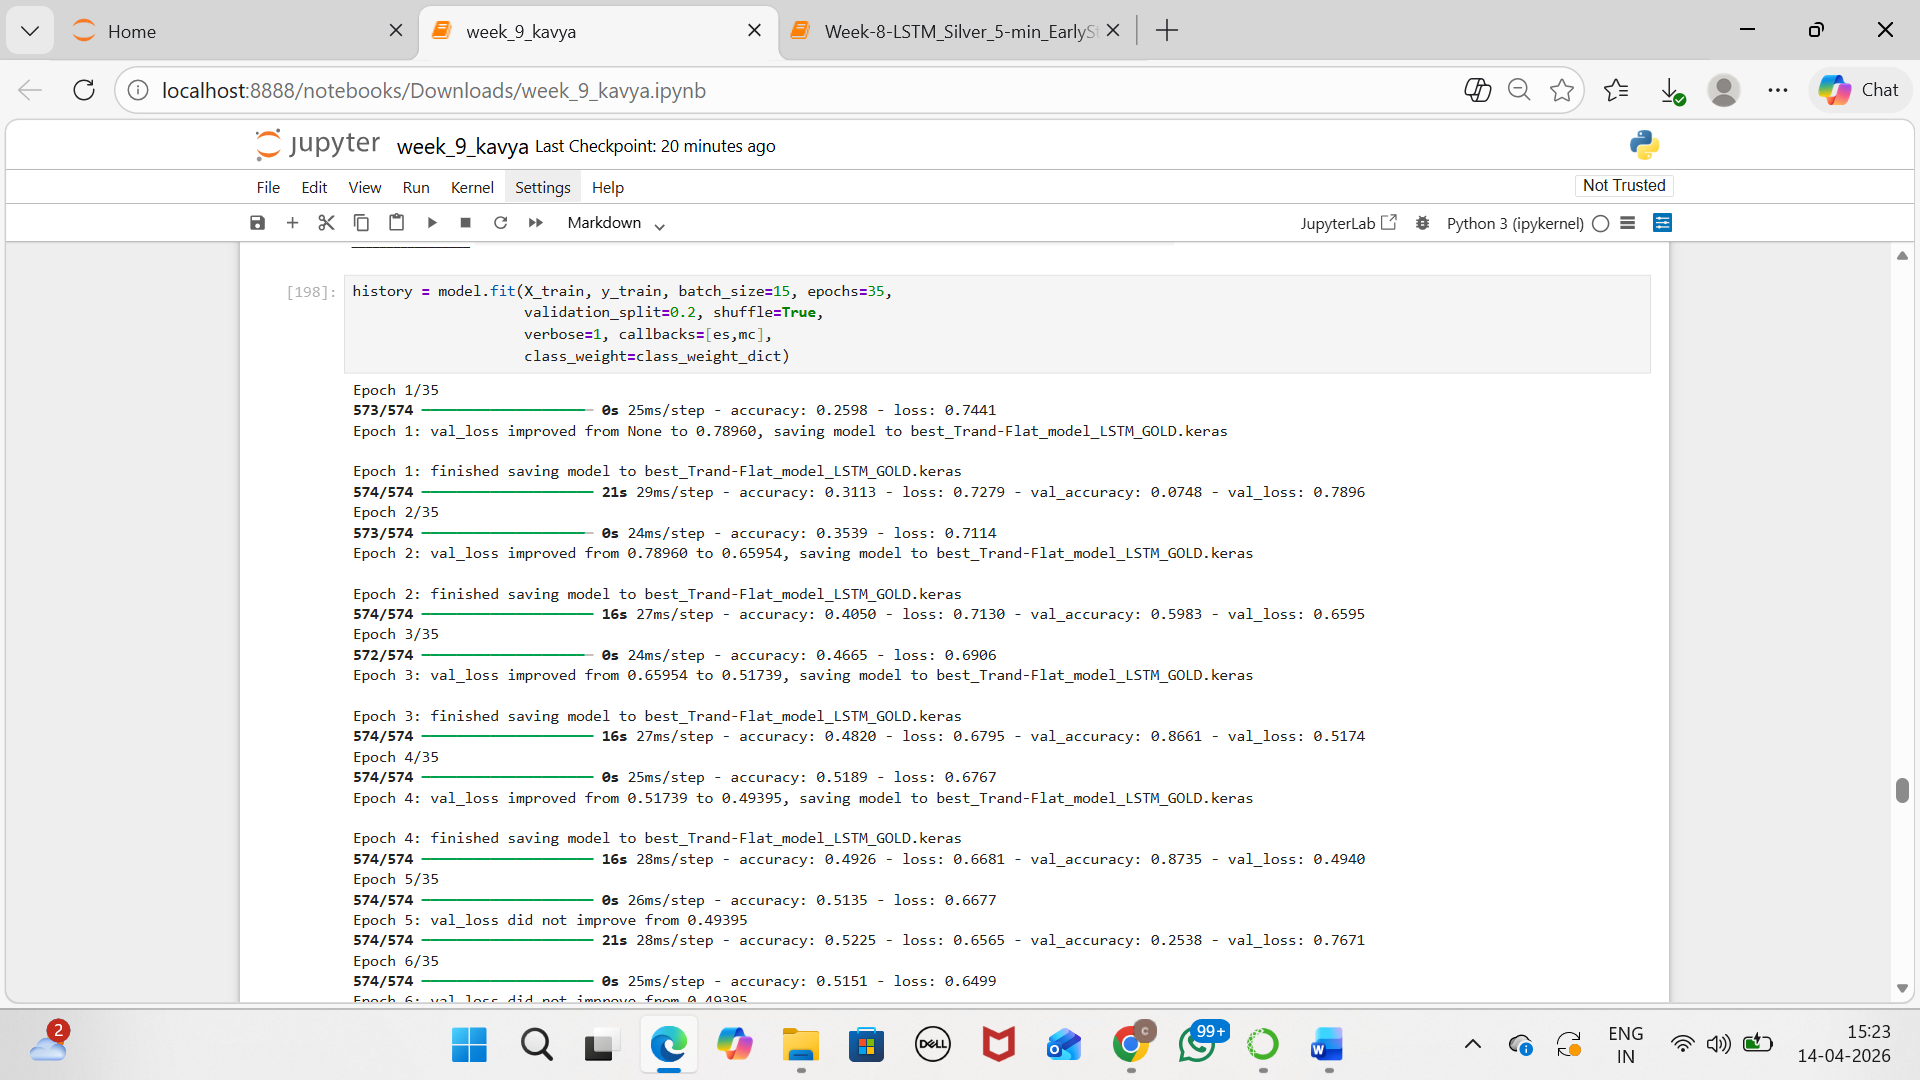 Home
week_9_kavya
Week-8-LSTM_Silver_5-min_EarlySt
localhost:8888/notebooks/Downloads/week_9_kavya.ipynb
Chat
jupyter week_9_kavya Last Checkpoint: 20 minutes ago
File Edit View Run Kernel Settings Help
Not Trusted
Markdown
JupyterLab
Python 3 (ipykernel)
[198]: history = model.fit(X_train, y_train, batch_size=15, epochs=35,
validation_split=0.2, shuffle=True,
verbose=1, callbacks=[es,mc],
class_weight=class_weight_dict)
Epoch 1/35
573/574 0s 25ms/step - accuracy: 0.2598 - loss: 0.7441
Epoch 1: val_loss improved from None to 0.78960, saving model to best_Trand-Flat_model_LSTM_GOLD.keras
Epoch 1: finished saving model to best_Trand-Flat_model_LSTM_GOLD.keras
574/574 21s 29ms/step - accuracy: 0.3113 - loss: 0.7279 - val_accuracy: 0.0748 - val_loss: 0.7896
Epoch 2/35
573/574 0s 24ms/step - accuracy: 0.3539 - loss: 0.7114
Epoch 2: val_loss improved from 0.78960 to 0.65954, saving model to best_Trand-Flat_model_LSTM_GOLD.keras
Epoch 2: finished saving model to best_Trand-Flat_model_LSTM_GOLD.keras
574/574 16s 27ms/step - accuracy: 0.4050 - loss: 0.7130 - val_accuracy: 0.5983 - val_loss: 0.6595
Epoch 3/35
572/574 0s 24ms/step - accuracy: 0.4665 - loss: 0.6906
Epoch 3: val_loss improved from 0.65954 to 0.51739, saving model to best_Trand-Flat_model_LSTM_GOLD.keras
Epoch 3: finished saving model to best_Trand-Flat_model_LSTM_GOLD.keras
574/574 16s 27ms/step - accuracy: 0.4820 - loss: 0.6795 - val_accuracy: 0.8661 - val_loss: 0.5174
Epoch 4/35
574/574 0s 25ms/step - accuracy: 0.5189 - loss: 0.6767
Epoch 4: val_loss improved from 0.51739 to 0.49395, saving model to best_Trand-Flat_model_LSTM_GOLD.keras
Epoch 4: finished saving model to best_Trand-Flat_model_LSTM_GOLD.keras
574/574 16s 28ms/step - accuracy: 0.4926 - loss: 0.6681 - val_accuracy: 0.8735 - val_loss: 0.4940
Epoch 5/35
574/574 0s 26ms/step - accuracy: 0.5135 - loss: 0.6677
Epoch 5: val_loss did not improve from 0.49395
574/574 21s 28ms/step - accuracy: 0.5225 - loss: 0.6565 - val_accuracy: 0.2538 - val_loss: 0.7671
Epoch 6/35
574/574 0s 25ms/step - accuracy: 0.5151 - loss: 0.6499
Epoch 6: val_loss did not improve from 0.49395
2
DELL
C
99+
W
ENG
IN
15:23
14-04-2026